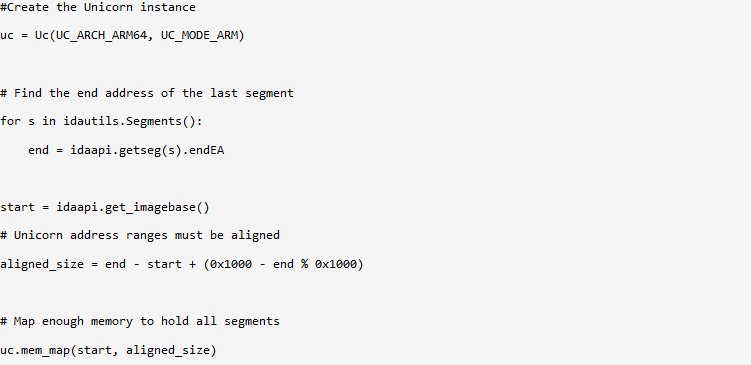 #Create the Unicorn instance
uc = Uc(UC_ARCH_ARM64, UC_MODE_ARM)
# Find the end address of the last segment
for s in idautils.Segments():
    end = idaapi.getseg(s).endEA
start = idaapi.get_imagebase()
# Unicorn address ranges must be aligned
aligned_size = end - start + (0x1000 - end % 0x1000)
# Map enough memory to hold all segments
uc.mem_map(start, aligned_size)